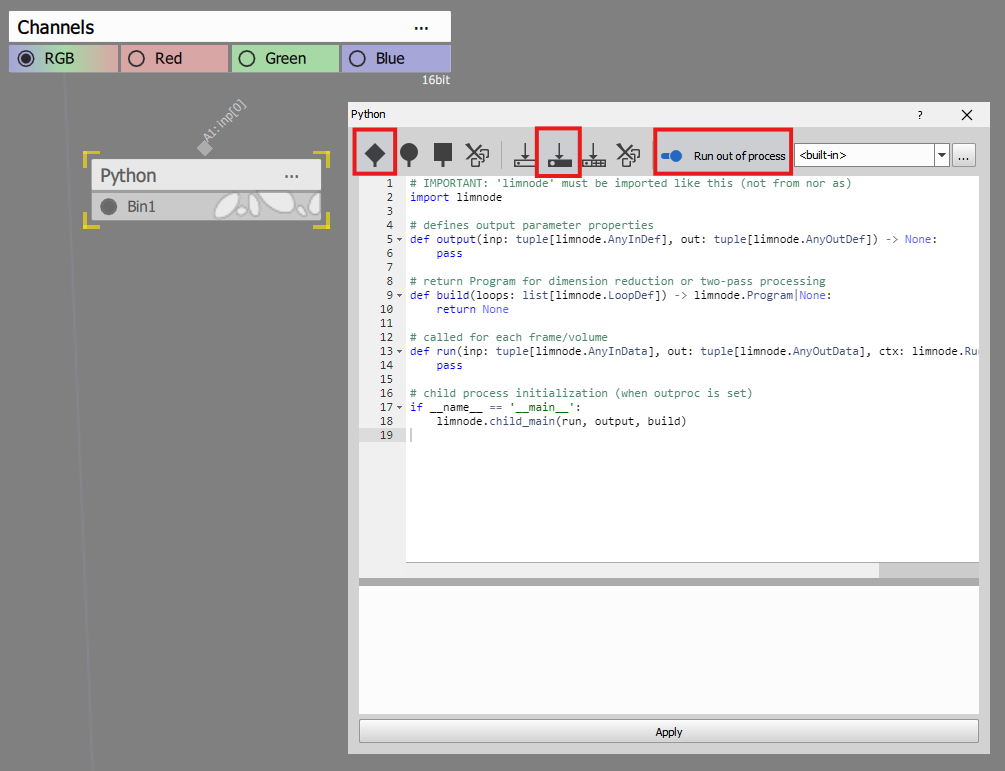 Channels ...
RGB Red Green Blue
16bit
A1: inp[0]
Python ...
Bin1
Python ? 
Run out of process <built-in> ...
1 # IMPORTANT: 'limnode' must be imported like this (not from nor as)
2 import limnode
3
4 # defines output parameter properties
5 def output(inp: tuple[limnode.AnyInDef], out: tuple[limnode.AnyOutDef]) -> None:
6     pass
7
8 # return Program for dimension reduction or two-pass processing
9 def build(loops: list[limnode.LoopDef]) -> limnode.Program|None:
10     return None
11
12 # called for each frame/volume
13 def run(inp: tuple[limnode.AnyInData], out: tuple[limnode.AnyOutData], ctx: limnode.Ru
14     pass
15
16 # child process initialization (when outproc is set)
17 if __name__ == '__main__':
18     limnode.child_main(run, output, build)
19
Apply